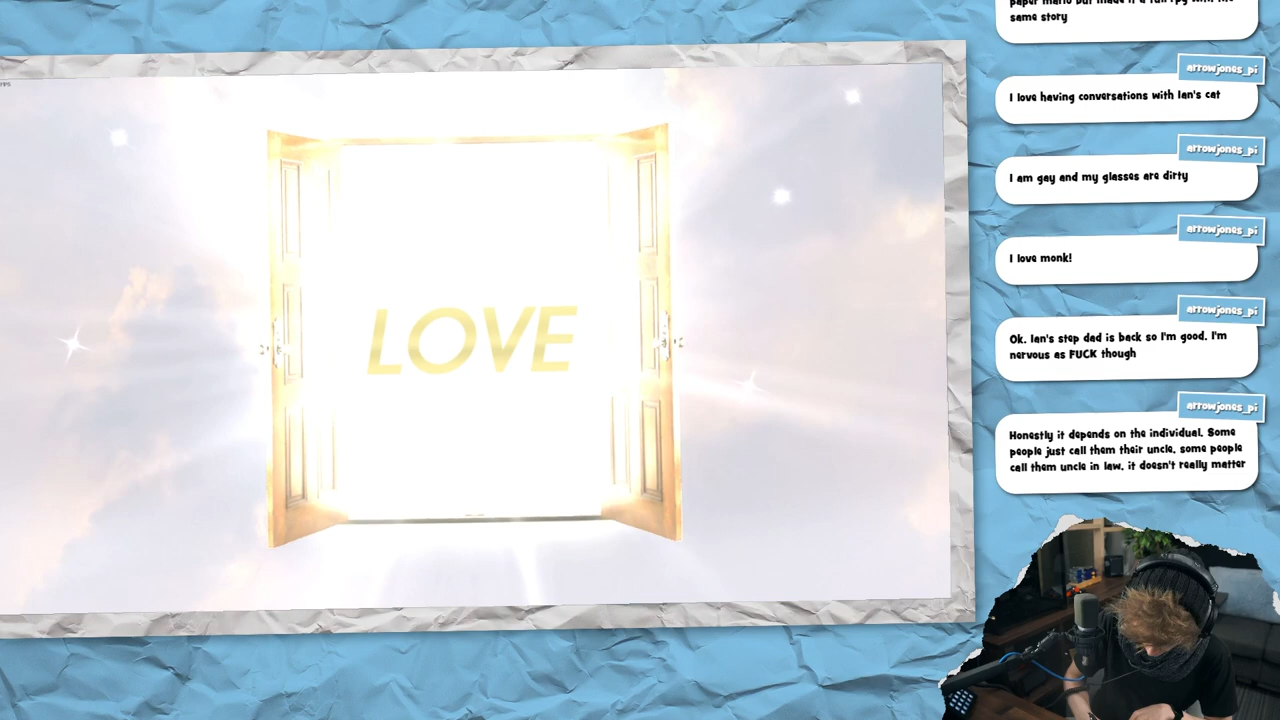 same story
arrowjones_pi
I love having conversations with Ian's cat
arrowjones_pi
I am gay and my glasses are dirty
arrowjones_pi
I love monk!
arrowjones_pi
Ok. Ian's step dad is back so I'm good. I'm
nervous as FUCK though
arrowjones_pi
Honestly it depends on the individual. Some
people just call them their uncle, some people
call them uncle in law, it doesn't really matter
LOVE